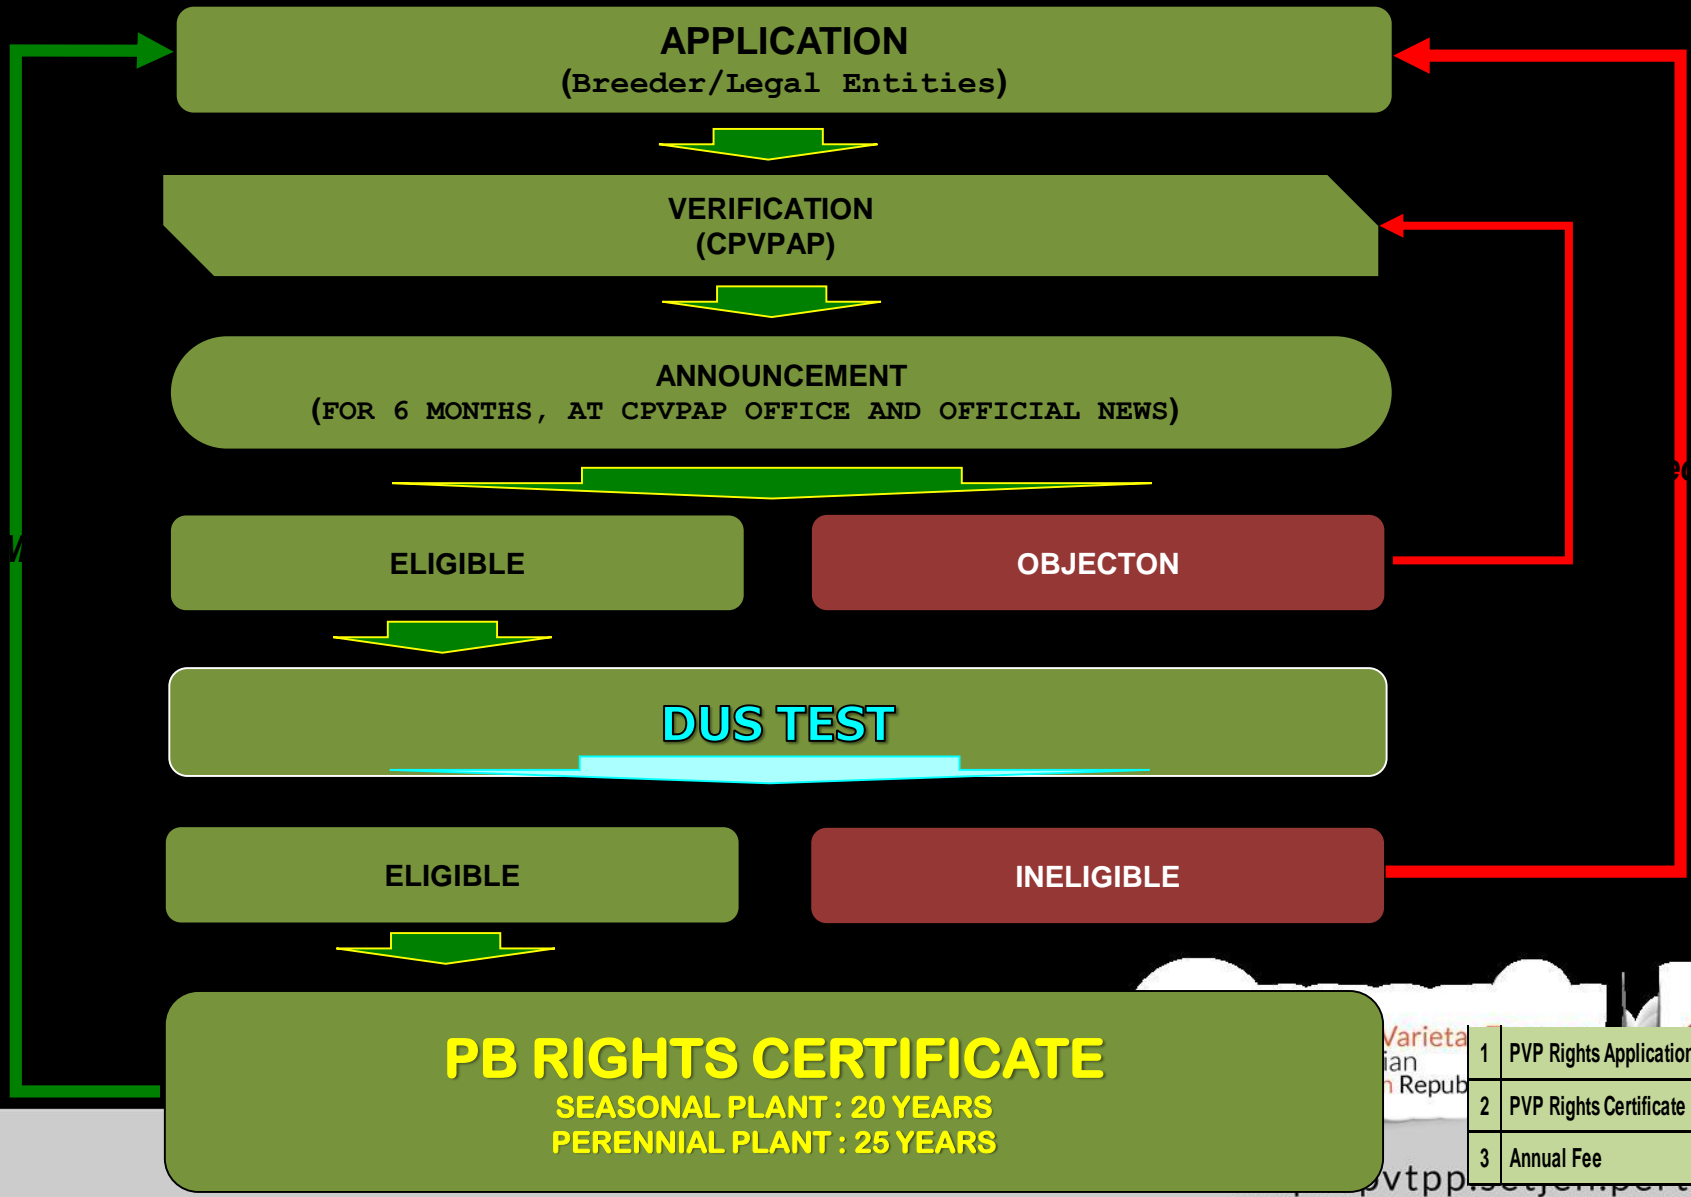 APPLICATION
(Breeder/Legal Entities)
VERIFICATION
(CPVPAP)
ANNOUNCEMENT
(FOR 6 MONTHS, AT CPVPAP OFFICE AND OFFICIAL NEWS)
ELIGIBLE
OBJECTON
DUS TEST
ELIGIBLE
INELIGIBLE
PB RIGHTS CERTIFICATE
SEASONAL PLANT : 20 YEARS
PERENNIAL PLANT : 25 YEARS
1 PVP Rights Application
2 PVP Rights Certificate
3 Annual Fee